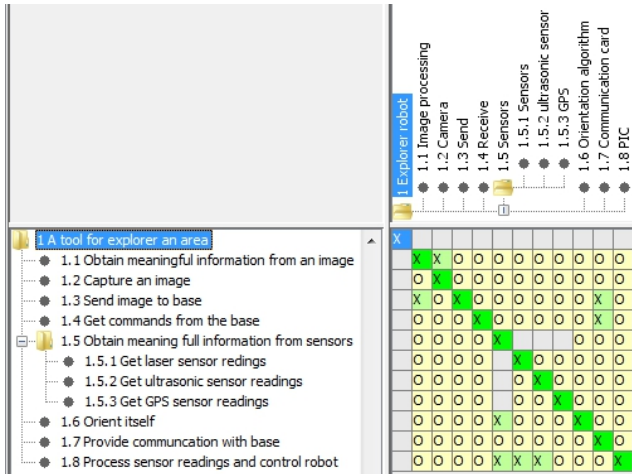 1 Explorer robot
1.1 Image processing
1.2 Camera
1.3 Send
1.4 Receive
1.5 Sensors
1.5.1 Sensors
1.5.2 ultrasonic sensor
1.5.3 GPS
1.6 Orientation algorithm
1.7 Communication card
1.8 PIC
1 A tool for explorer an area X
1.1 Obtain meaningful information from an image X X O O O O O O O O O
1.2 Capture an image O X O O O O O O O O O
1.3 Send image to base X O X O O O O O O X O
1.4 Get commands from the base O O O X O O O O O X O
1.5 Obtain meaning full information from sensors O O O O X O O O
1.5.1 Get laser sensor redings O O O O X O O O O O
1.5.2 Get ultrasonic sensor readings O O O O O X O O O O
1.5.3 Get GPS sensor readings O O O O O O X O O O
1.6 Orient itself O O O O X O O O X O O
1.7 Provide communcation with base O O O O O O O O O X O
1.8 Process sensor readings and control robot O O O O X X X O O O X